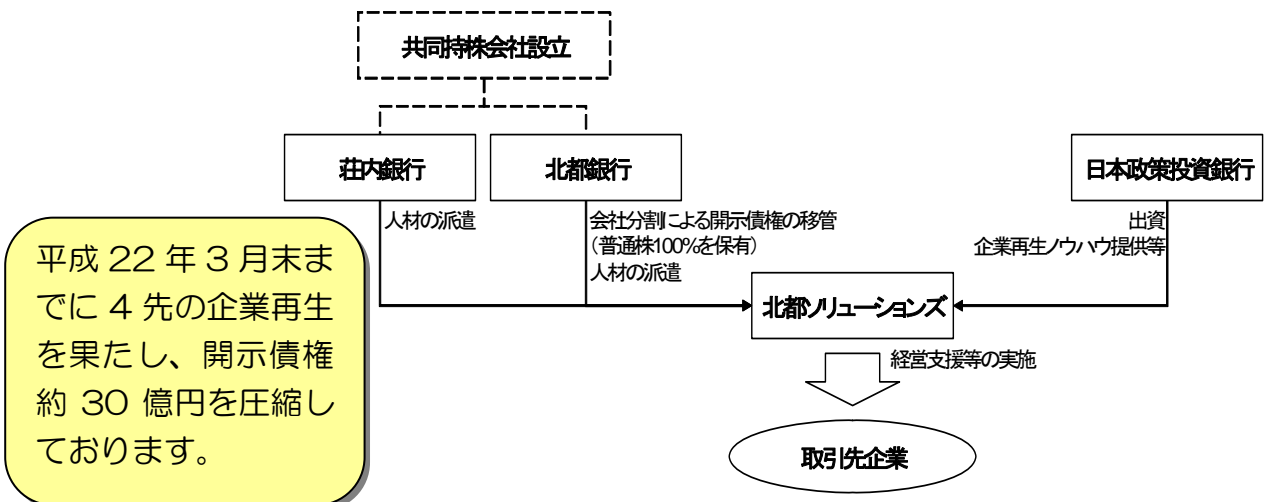 共同持株会社設立
荘内銀行
北都銀行
日本政策投資銀行
人材の派遣
会社分割による開示債権の移管
（普通株100%を保有）
人材の派遣
出資
企業再生ノウハウ提供等
平成 22 年 3 月末ま
でに 4 先の企業再生
を果たし、開示債権
約 30 億円を圧縮し
ております。
北都ソリューションズ
経営支援等の実施
取引先企業